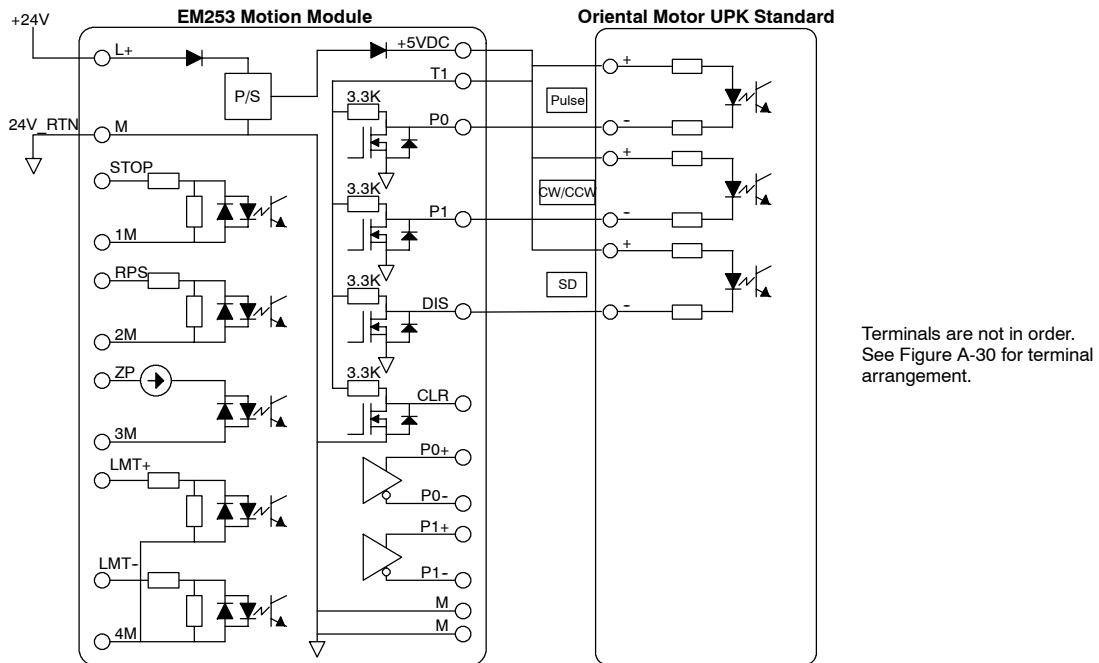 EM253 Motion Module
Oriental Motor UPK Standard
+24V
L+
+5VDC
+
T1
P/S
3.3K
Pulse
P0
-
24V_RTN
M
+
STOP
3.3K
CW/CCW
P1
-
1M
+
RPS
3.3K
SD
DIS
-
2M
Terminals are not in order.
See Figure A-30 for terminal
arrangement.
ZP
3.3K
CLR
3M
P0+
LMT+
P0-
P1+
LMT-
P1-
M
4M
M